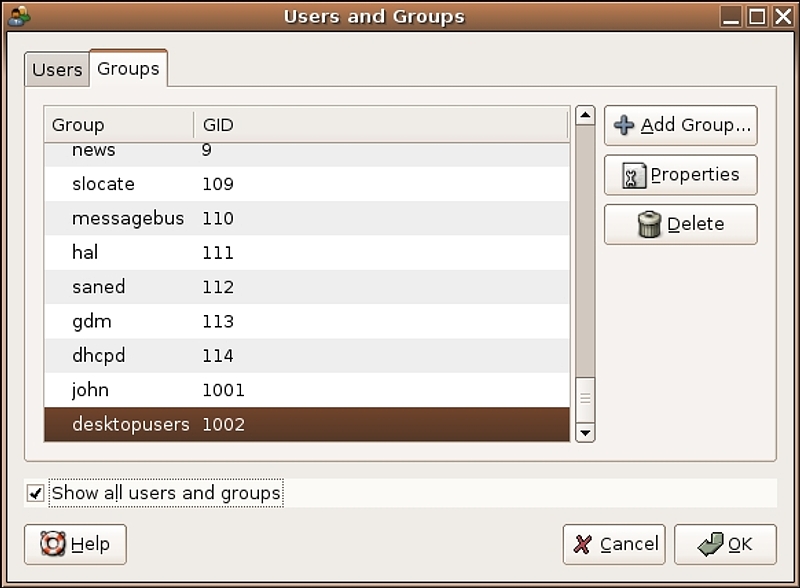 Users and Groups
Users Groups
Group GID
news 9
slocate 109
messagebus 110
hal 111
saned 112
gdm 113
dhcpd 114
john 1001
desktopusers 1002
Add Group...
Properties
Delete
Show all users and groups
Help Cancel OK